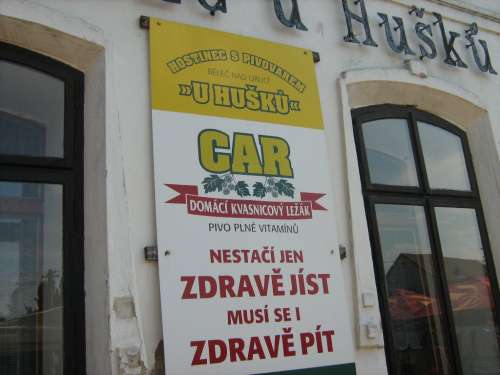 u Hušků
HOSTINEC S PIVOVAREM
BĚLEČ NAD ORLICÍ
»U HUŠKŮ«
CAR
DOMÁCÍ KVASNICOVÝ LEŽÁK
PIVO PLNÉ VITAMÍNŮ
NESTAČÍ JEN
ZDRAVĚ JÍST
MUSÍ SE I
ZDRAVĚ PÍT